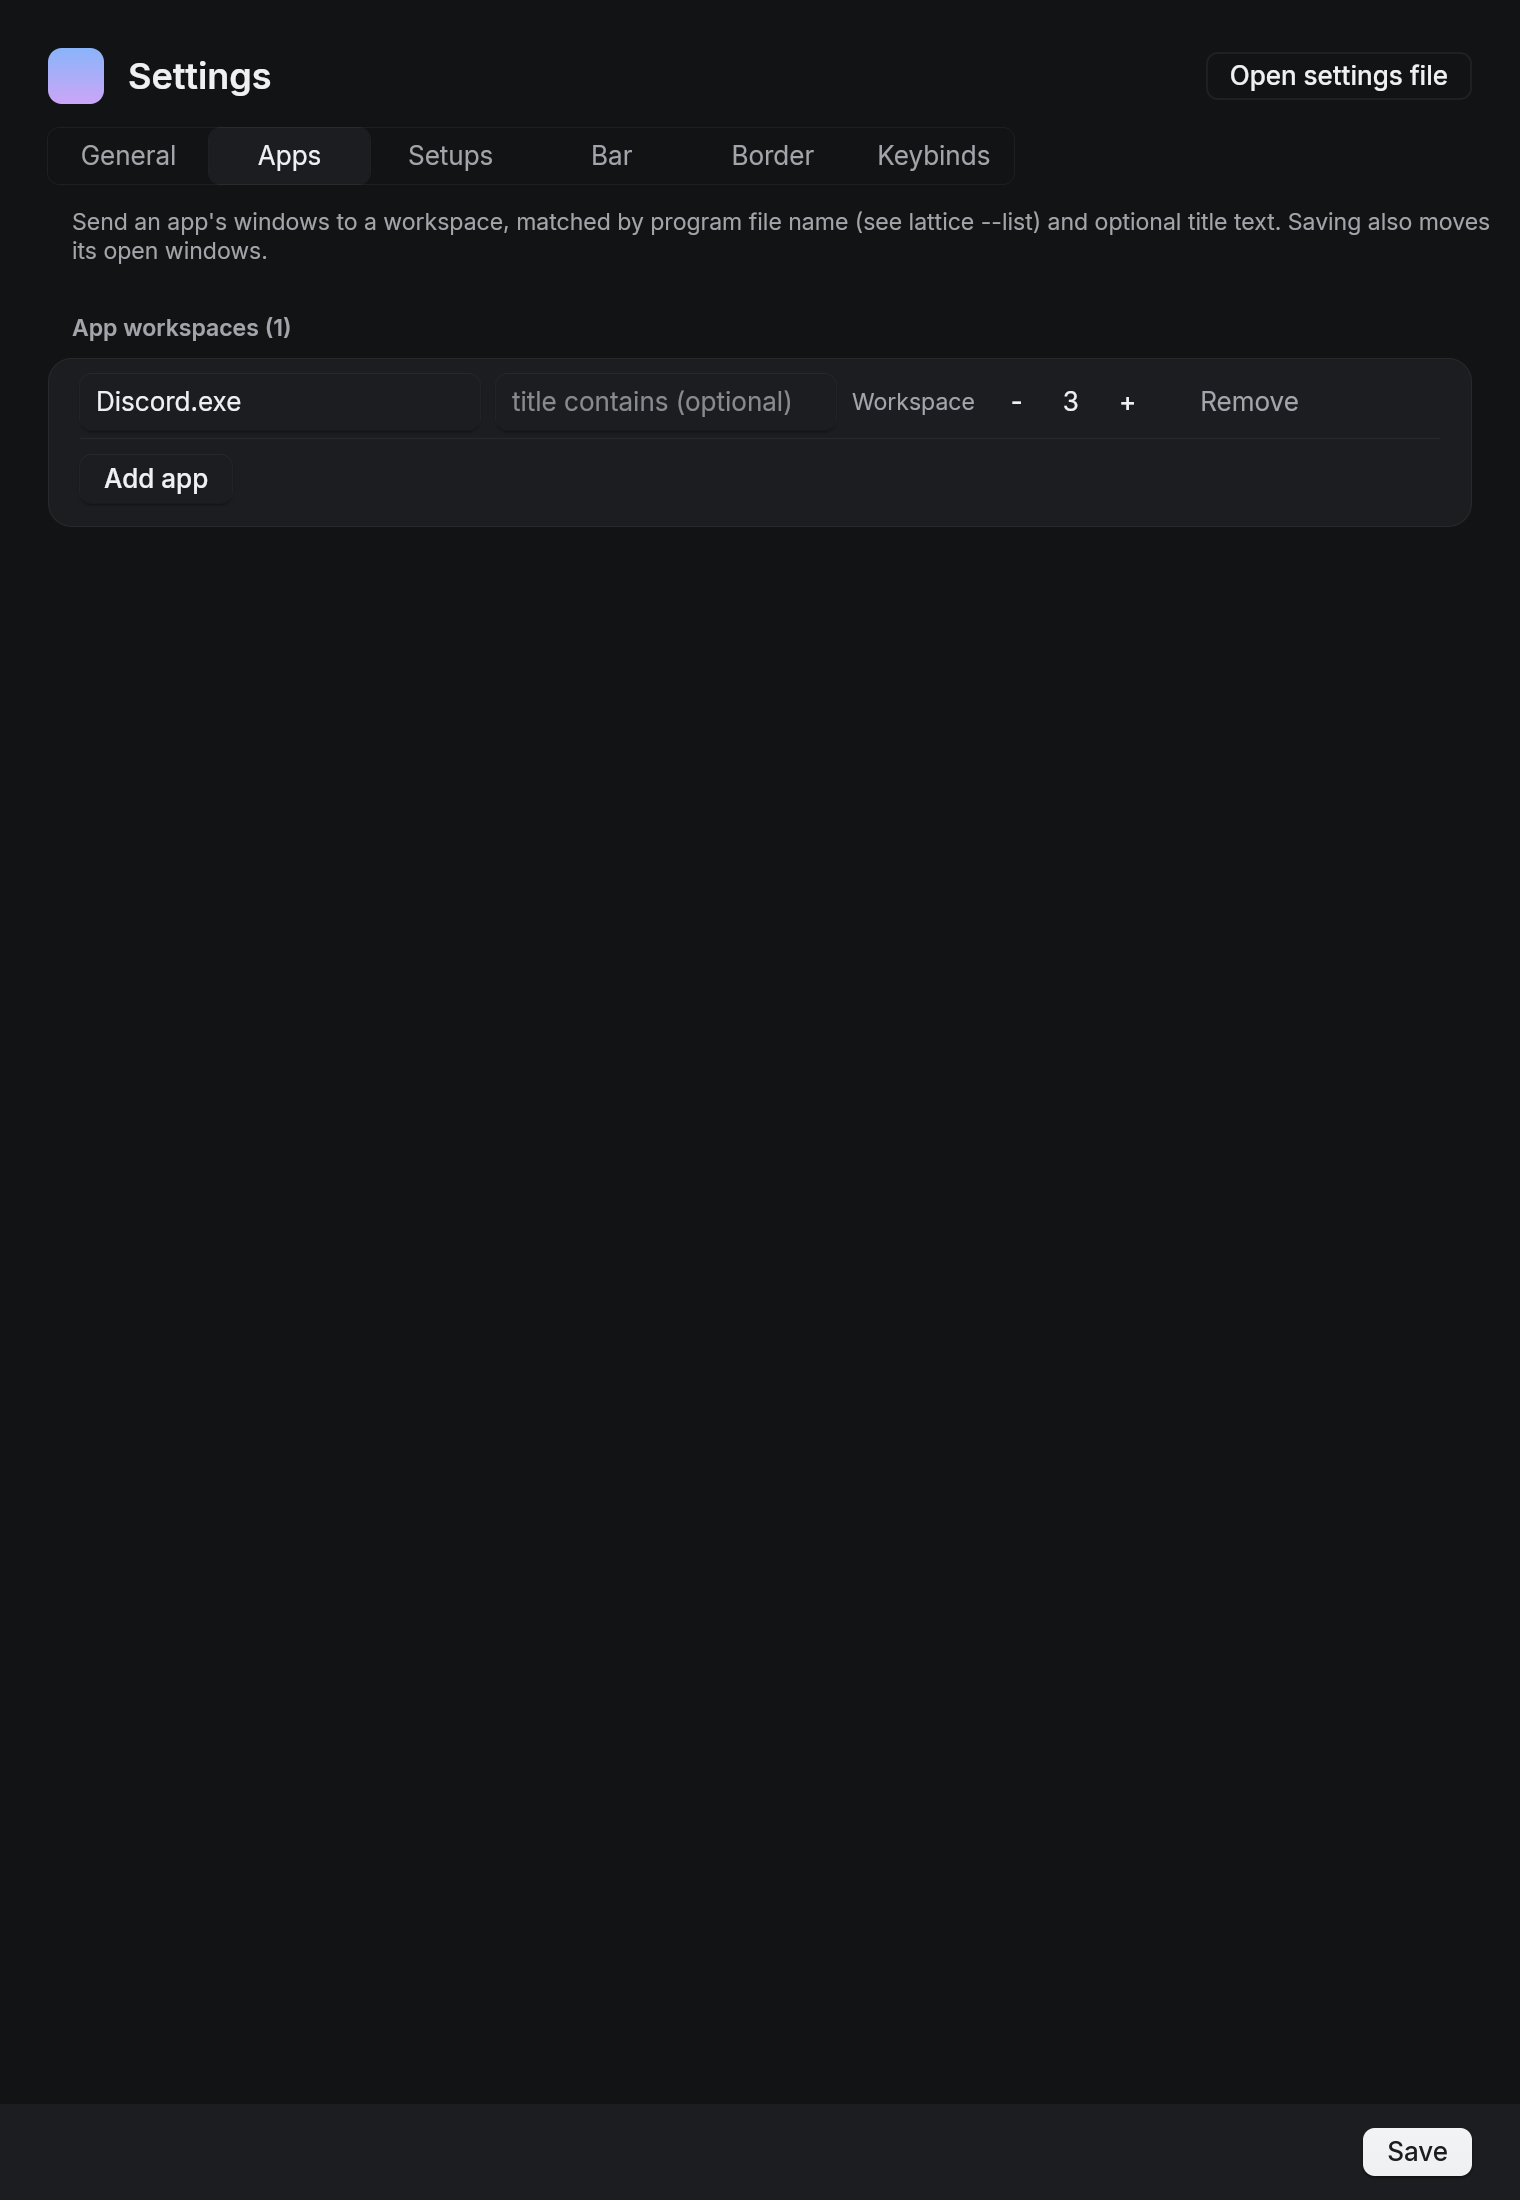 Settings
Open settings file
General
Apps
Setups
Bar
Border
Keybinds
Send an app's windows to a workspace, matched by program file name (see lattice --list) and optional title text. Saving also moves
its open windows.
App workspaces (1)
Discord.exe
title contains (optional)
Workspace
-
3
+
Remove
Add app
Save